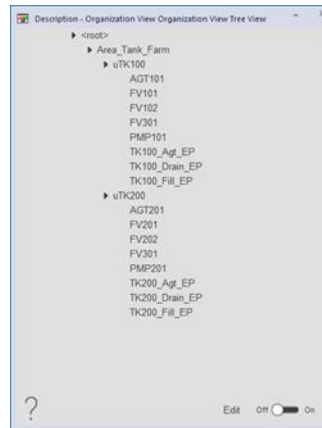 Description - Organization View Organization View Tree View
<root>
Area_Tank_Farm
uTK100
AGT101
FV101
FV102
FV301
PMP101
TK100_Agt_EP
TK100_Drain_EP
TK100_Fill_EP
uTK200
AGT201
FV201
FV202
FV301
PMP201
TK200_Agt_EP
TK200_Drain_EP
TK200_Fill_EP
?
Edit Off On